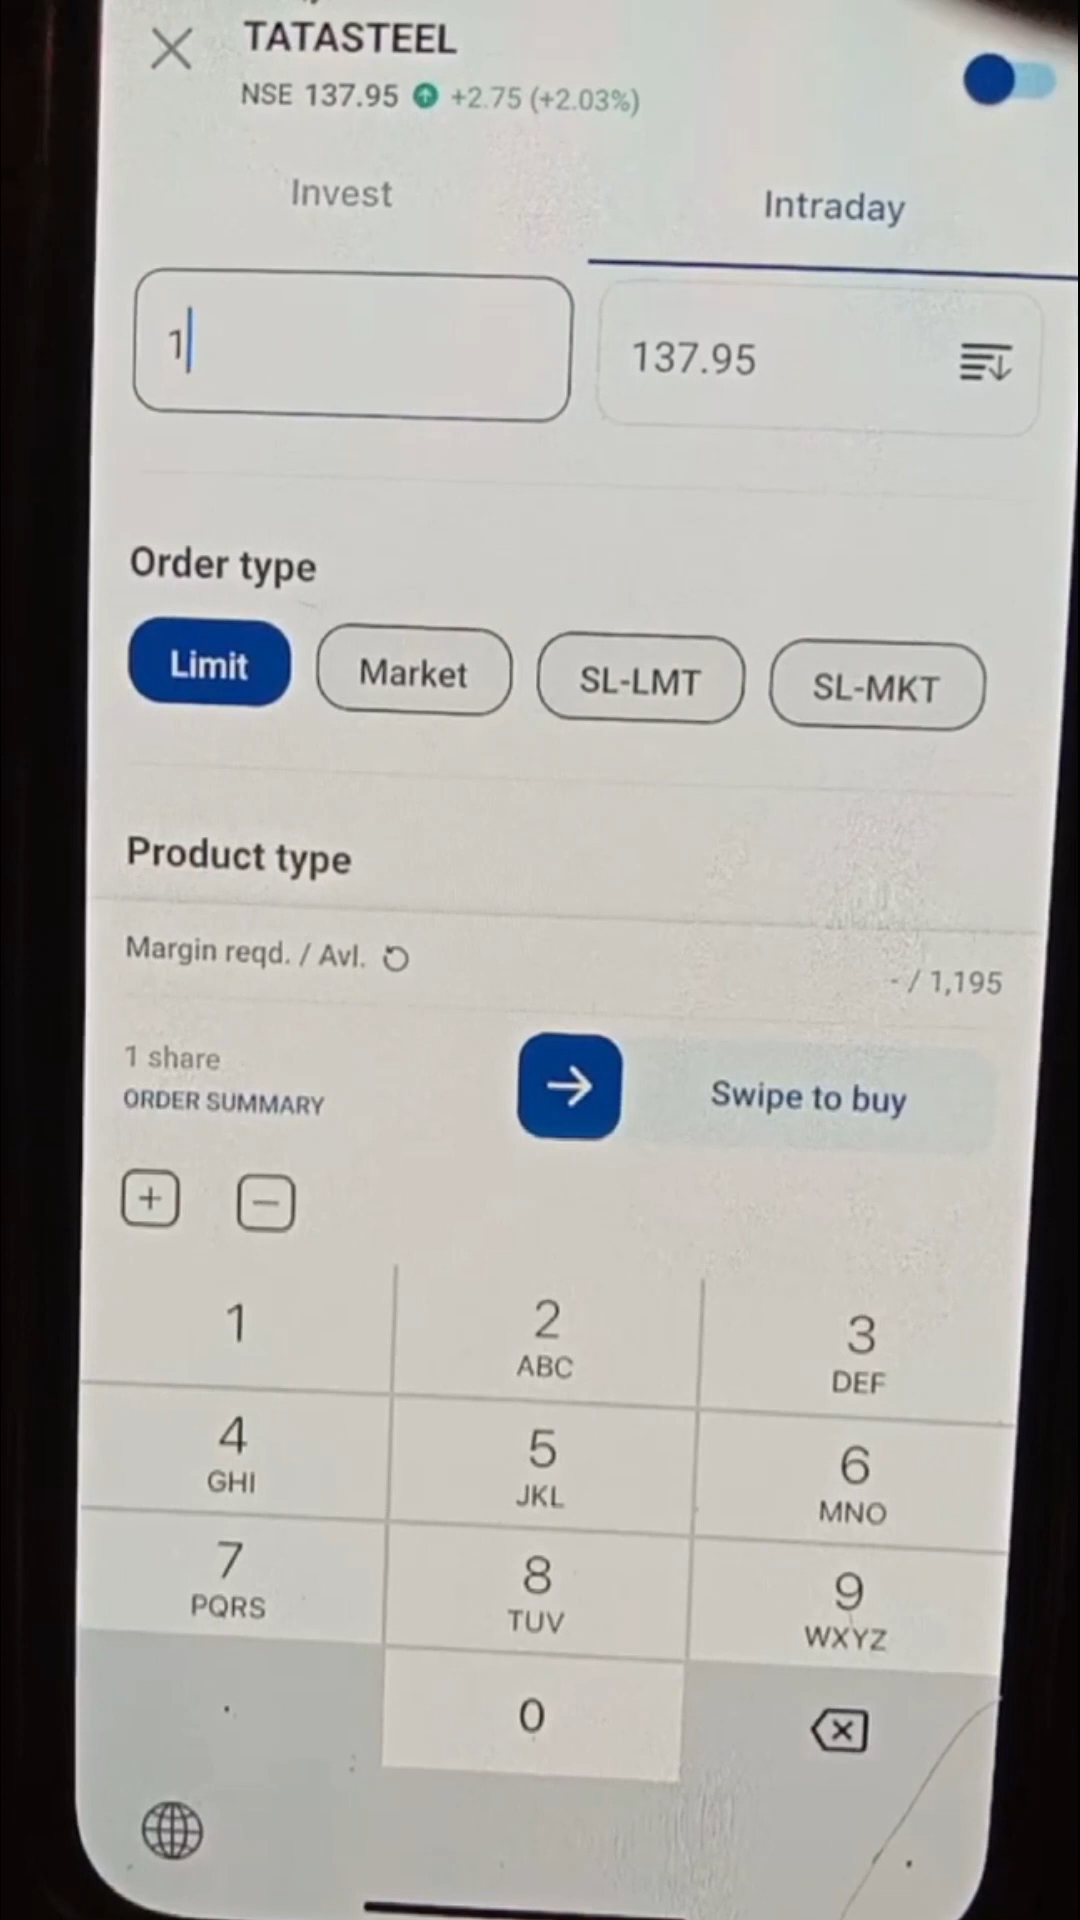 TATASTEEL
NSE 137.95 +2.75 (+2.03%)
Invest
Intraday
1
137.95
Order type
Limit
Market
SL-LMT
SL-MKT
Product type
Margin reqd. / Avl.
- / 1,195
1 share
ORDER SUMMARY
Swipe to buy
+
−
1
2
ABC
3
DEF
4
GHI
5
JKL
6
MNO
7
PQRS
8
TUV
9
WXYZ
.
0